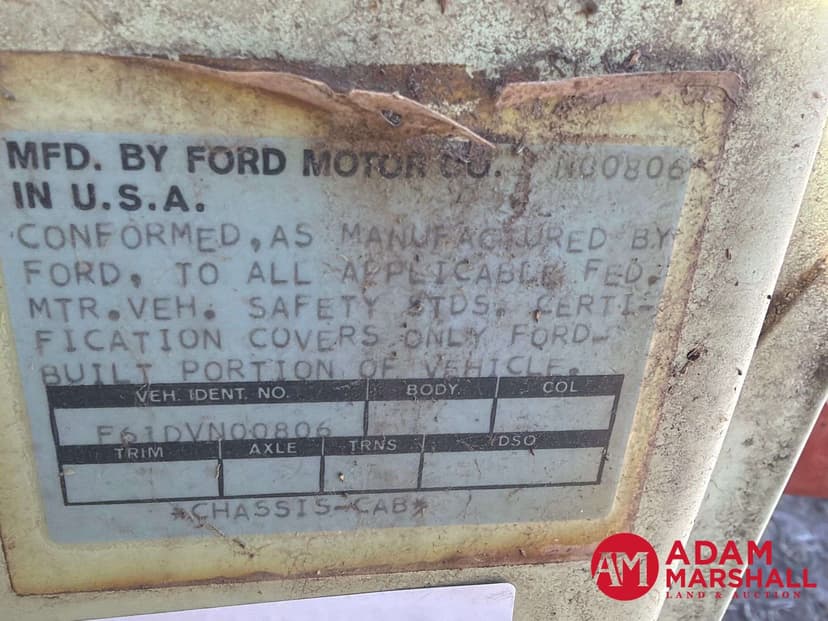 MFD. BY FORD MOTOR CO. N00806
IN U.S.A.
CONFORMED, AS MANUFACTURED BY
FORD, TO ALL APPLICABLE FED.
MTR. VEH. SAFETY STDS. CERTI-
FICATION COVERS ONLY FORD-
BUILT PORTION OF VEHICLE.
VEH. IDENT. NO. BODY. COL
F61DVN00806
TRIM AXLE TRNS DSO
*CHASSIS-CAB*
AM ADAM
MARSHALL
LAND & AUCTION